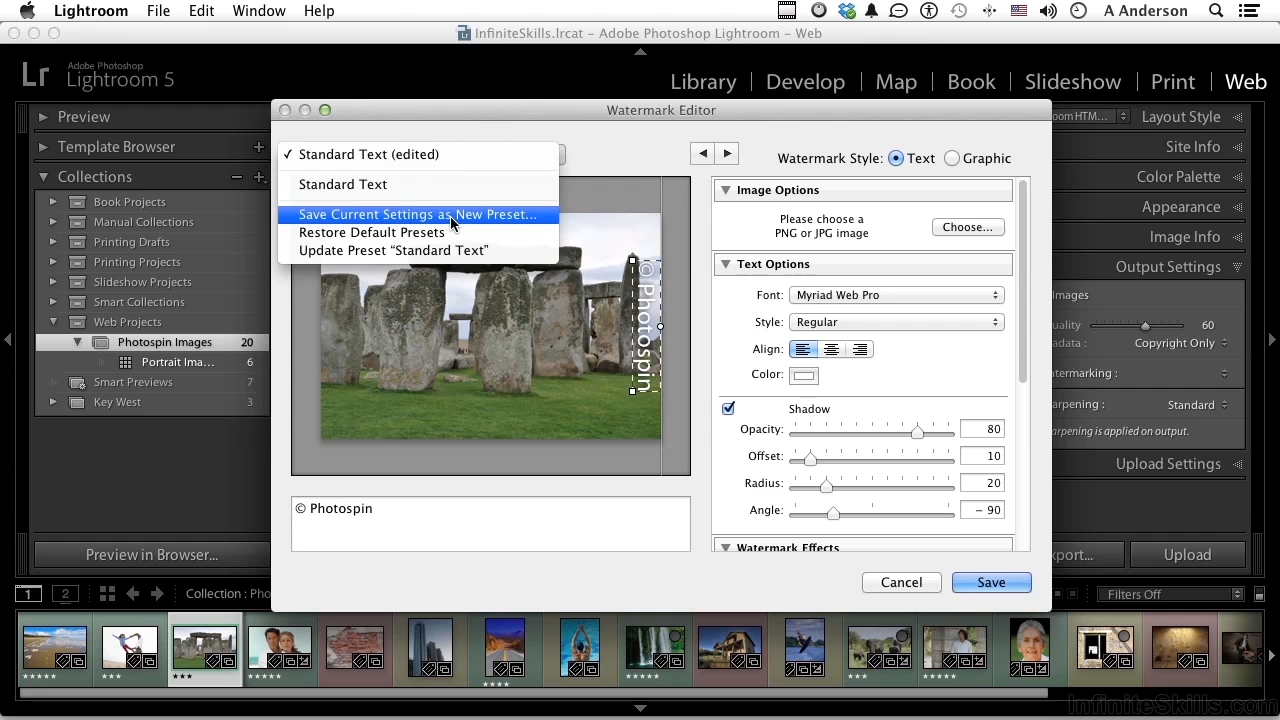 Lightroom File Edit Window Help A Anderson
InfiniteSkills.lrcat – Adobe Photoshop Lightroom – Web
Lr Adobe Photoshop
Lightroom 5
Library Develop Map Book Slideshow Print Web
Watermark Editor
Preview
HTM...
Layout Style
Template Browser
Site Info
Collections
Color Palette
Book Projects
Appearance
Manual Collections
Image Info
Printing Drafts
Output Settings
Printing Projects
Slideshow Projects
Smart Collections
60
Web Projects
Copyright Only
Photospin Images 20
Portrait Ima... 6
Smart Previews 7
Key West 3
Standard
Upload Settings
Standard Text (edited)
Standard Text
Save Current Settings as New Preset...
Restore Default Presets
Update Preset “Standard Text”
Watermark Style: Text Graphic
Image Options
Please choose a
PNG or JPG image
Choose...
Text Options
Font: Myriad Web Pro
Style: Regular
Align:
Color:
Shadow
Opacity: 80
Offset: 10
Radius: 20
Angle: – 90
Watermark Effects
© Photospin
© Photospin
Cancel Save
Preview in Browser...
Upload
1 2 Collection : Pho
Filters Off
InfiniteSkills.com